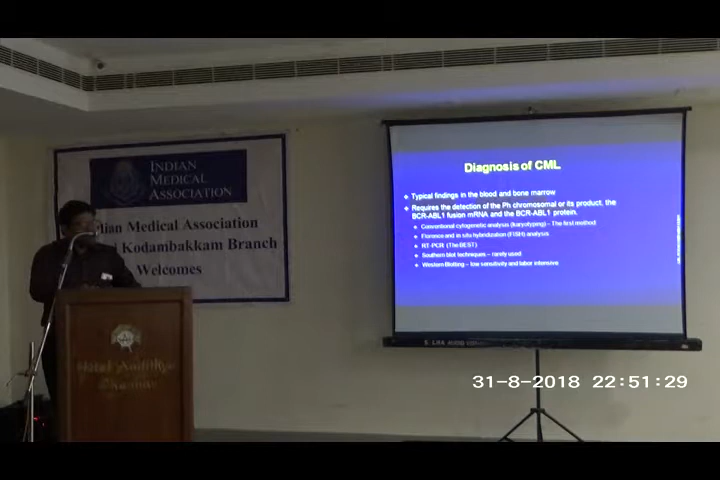 INDIAN
MEDICAL
ASSOCIATION
Indian Medical Association
Kodambakkam Branch
Welcomes
Diagnosis of CML
Typical findings in the blood and bone marrow
Requires the detection of the Ph chromosomal or its product, the
BCR-ABL1 fusion mRNA and the BCR-ABL1 protein.
Conventional cytogenetic analysis (karyotyping) – The first method
Florence and in situ hybridization (FISH) analysis
RT-PCR (The BEST)
Southern blot techniques – rarely used
Western Blotting – low sensitivity and labor intensive
Hotel
Chennai
31-8-2018 22:51:29